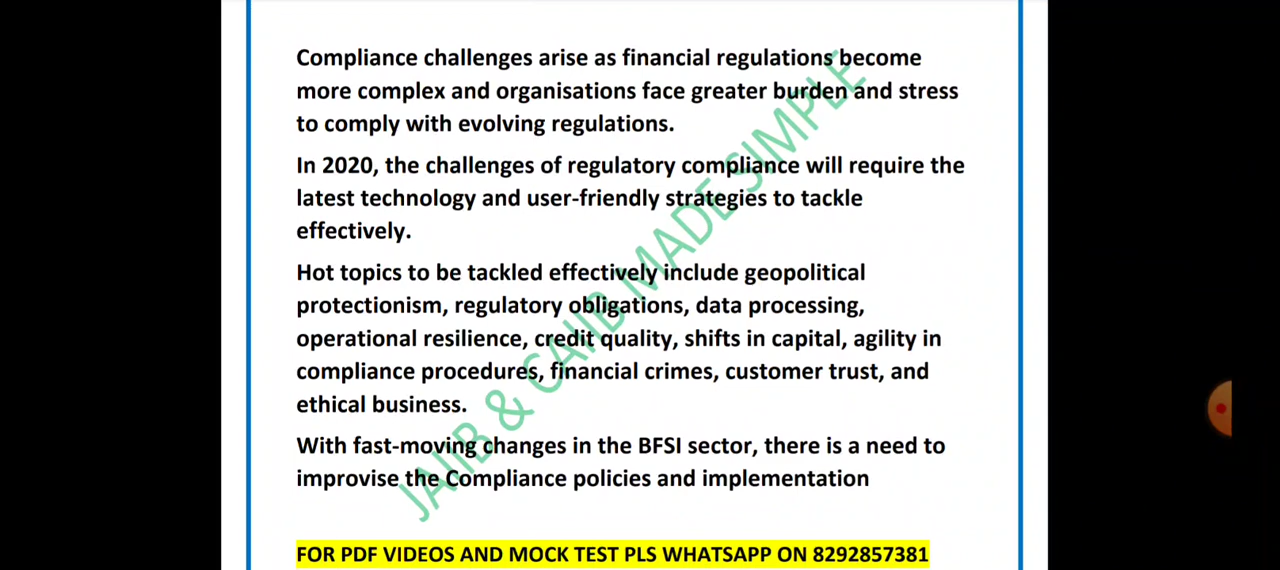 Compliance challenges arise as financial regulations become
more complex and organisations face greater burden and stress
to comply with evolving regulations.
In 2020, the challenges of regulatory compliance will require the
latest technology and user-friendly strategies to tackle
effectively.
Hot topics to be tackled effectively include geopolitical
protectionism, regulatory obligations, data processing,
operational resilience, credit quality, shifts in capital, agility in
compliance procedures, financial crimes, customer trust, and
ethical business.
With fast-moving changes in the BFSI sector, there is a need to
improvise the Compliance policies and implementation
JAIIB & CAIIB MADE SIMPLE
FOR PDF VIDEOS AND MOCK TEST PLS WHATSAPP ON 8292857381